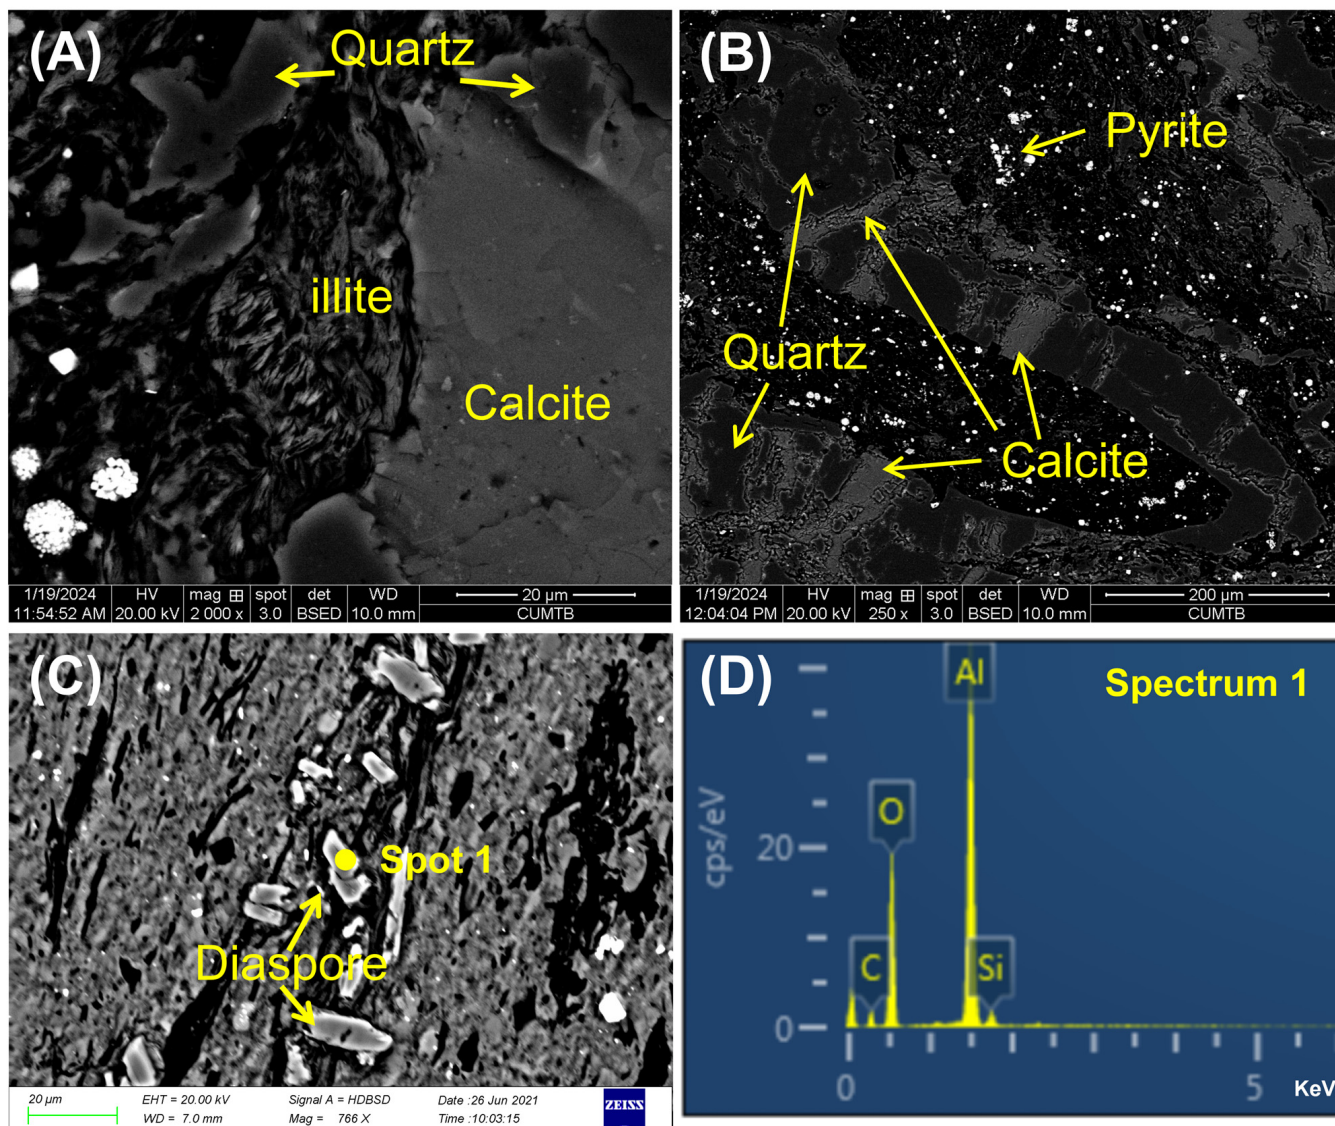 (A)
Quartz
illite
Calcite
1/19/2024 HV mag ⊞ spot det WD 20 µm
11:54:52 AM 20.00 kV 2 000 x 3.0 BSED 10.0 mm CUMTB
(B)
Pyrite
Quartz
Calcite
1/19/2024 HV mag ⊞ spot det WD 200 µm
12:04:04 PM 20.00 kV 250 x 3.0 BSED 10.0 mm CUMTB
(C)
Spot 1
Diaspore
20 µm EHT = 20.00 kV Signal A = HDBSD Date :26 Jun 2021
WD = 7.0 mm Mag = 766 X Time :10:03:15
ZEISS
(D)
Spectrum 1
Al
O
C
Si
cps/eV
20
0
0 5 KeV